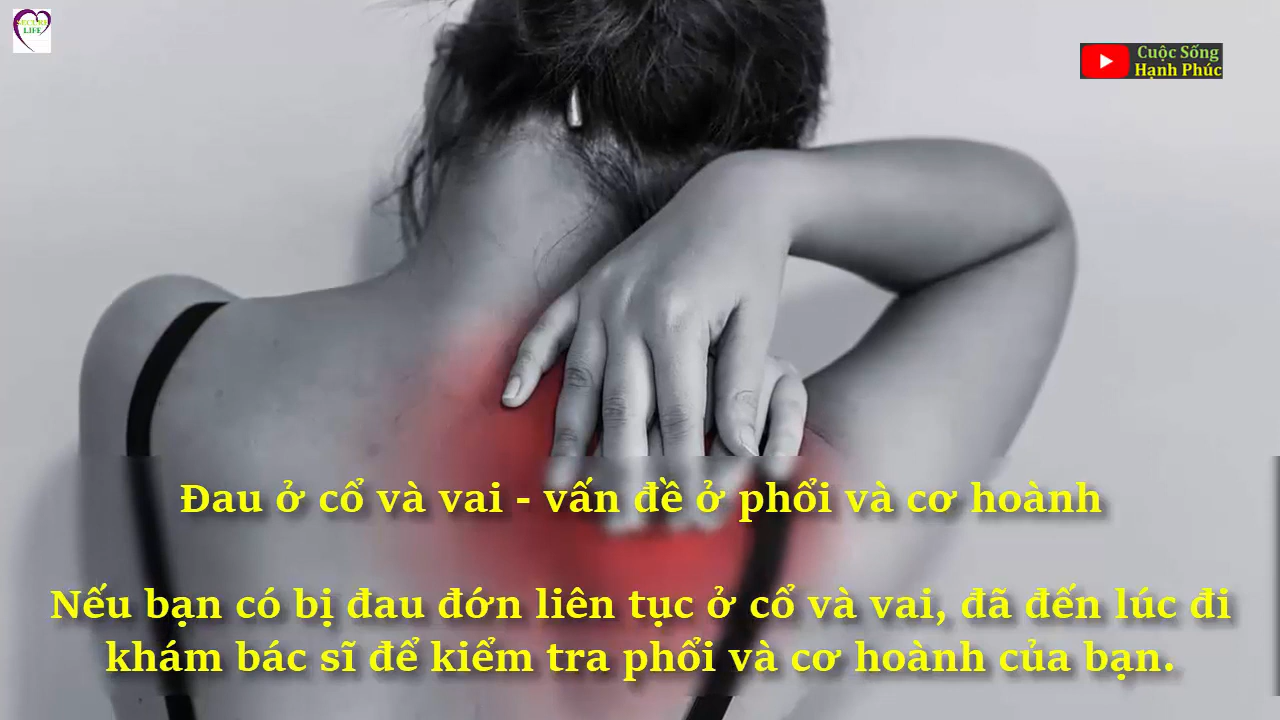 SECURE
LIFE
Cuộc Sống
Hạnh Phúc
Đau ở cổ và vai - vấn đề ở phổi và cơ hoành
Nếu bạn có bị đau đớn liên tục ở cổ và vai, đã đến lúc đi
khám bác sĩ để kiểm tra phổi và cơ hoành của bạn.